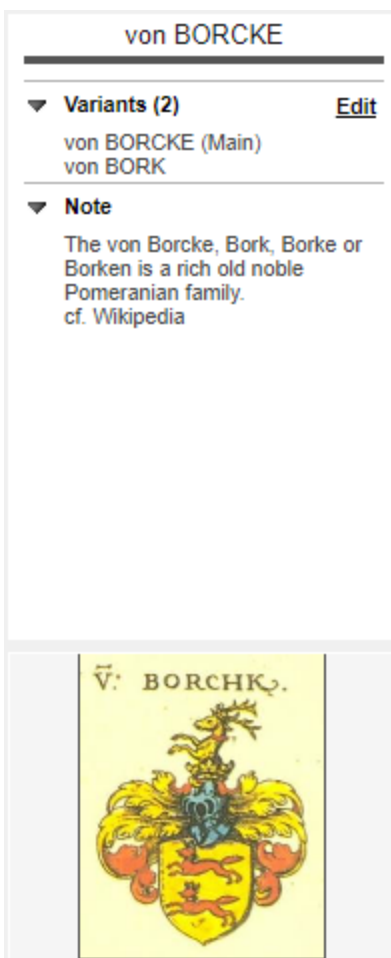 von BORCKE
Variants (2) Edit
von BORCKE (Main)
von BORK
Note
The von Borcke, Bork, Borke or
Borken is a rich old noble
Pomeranian family.
cf. Wikipedia
V̄: BORCHK.